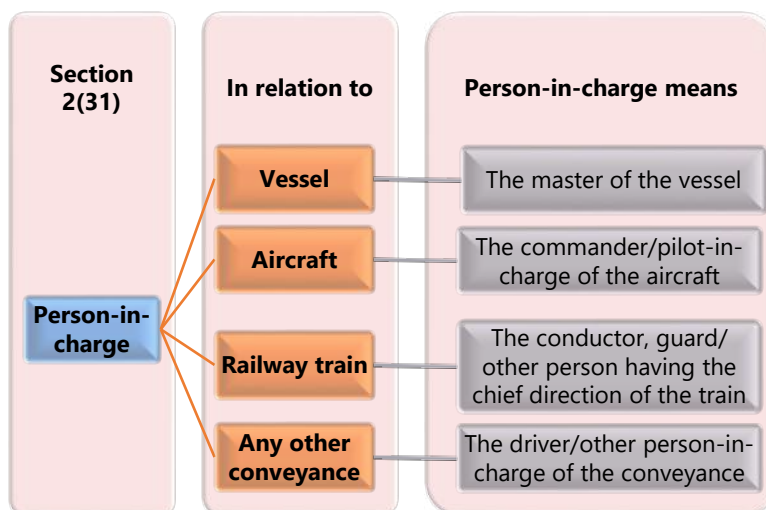 Section
2(31)
In relation to
Person-in-charge means
Person-in-
charge
Vessel
The master of the vessel
Aircraft
The commander/pilot-in-
charge of the aircraft
Railway train
The conductor, guard/
other person having the
chief direction of the train
Any other
conveyance
The driver/other person-in-
charge of the conveyance